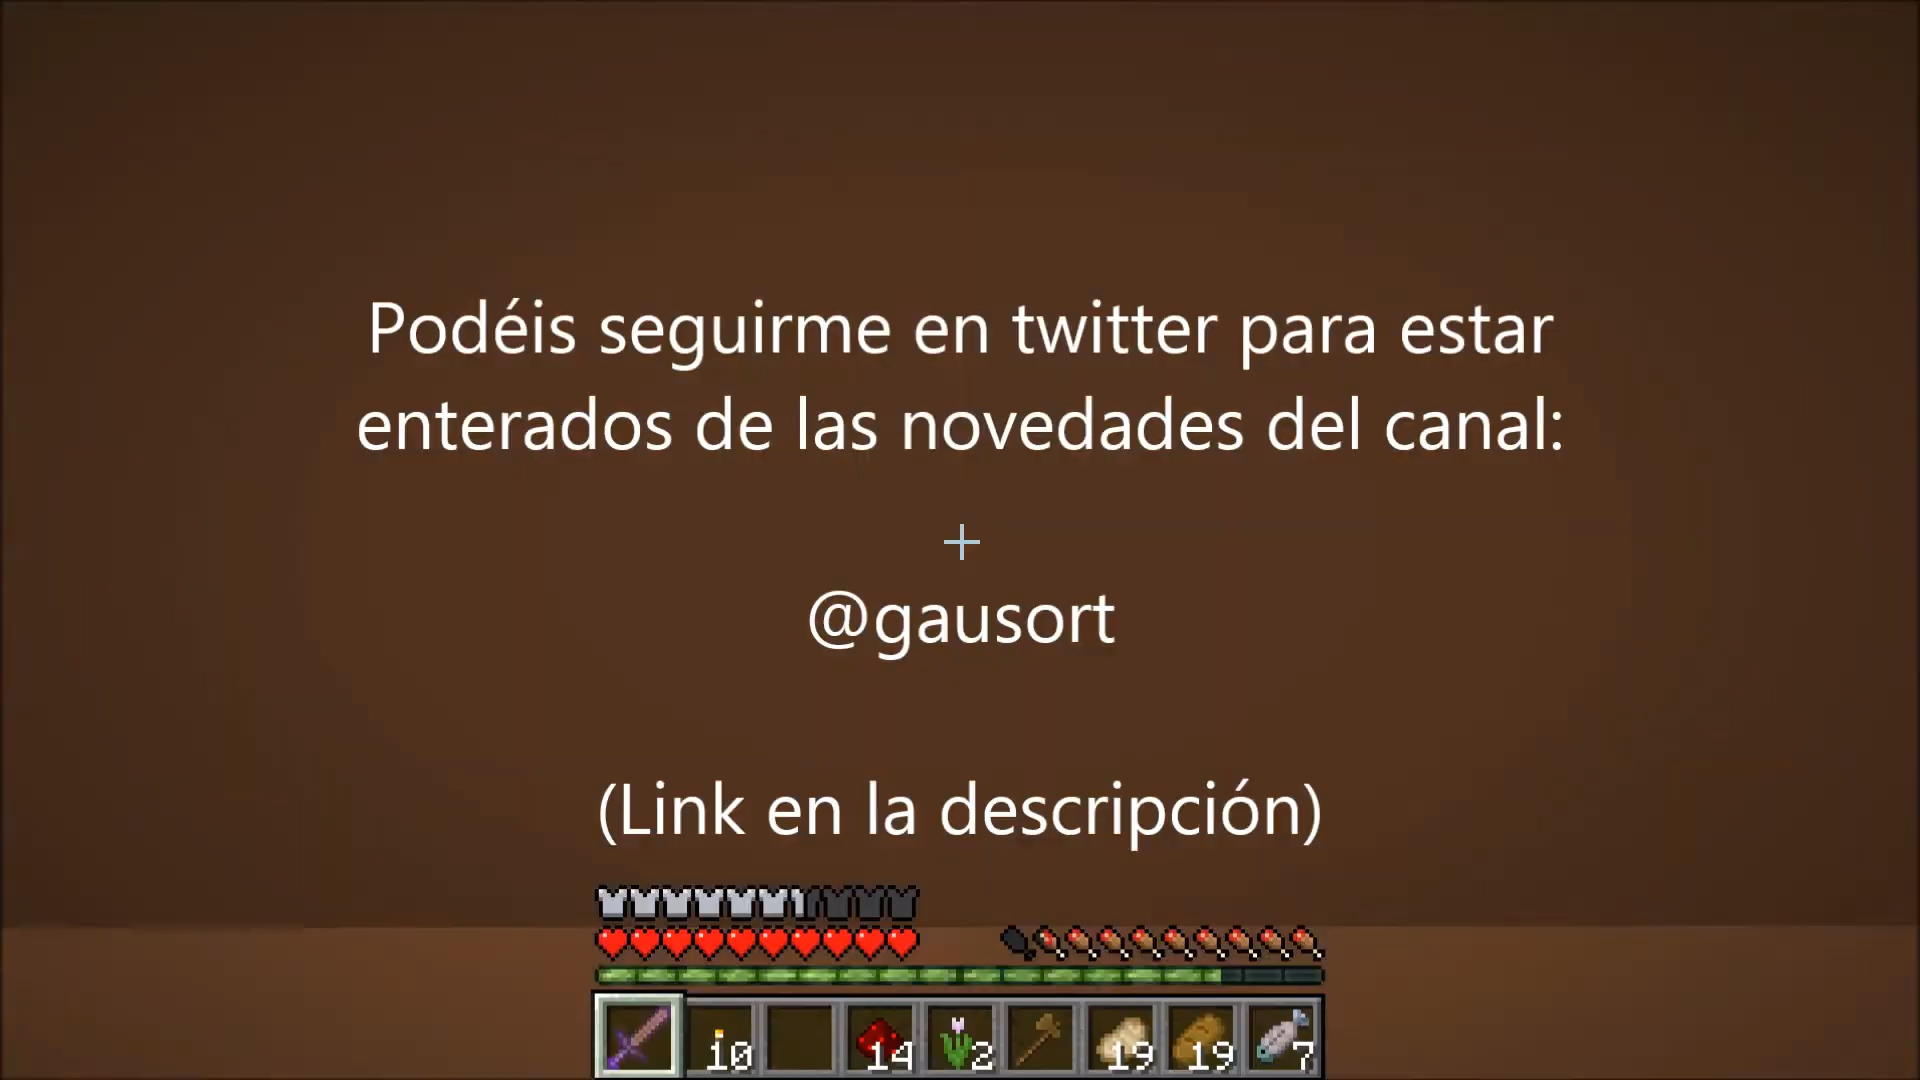 Podéis seguirme en twitter para estar
enterados de las novedades del canal:
@gausort
(Link en la descripción)
10 14 2 19 19 7